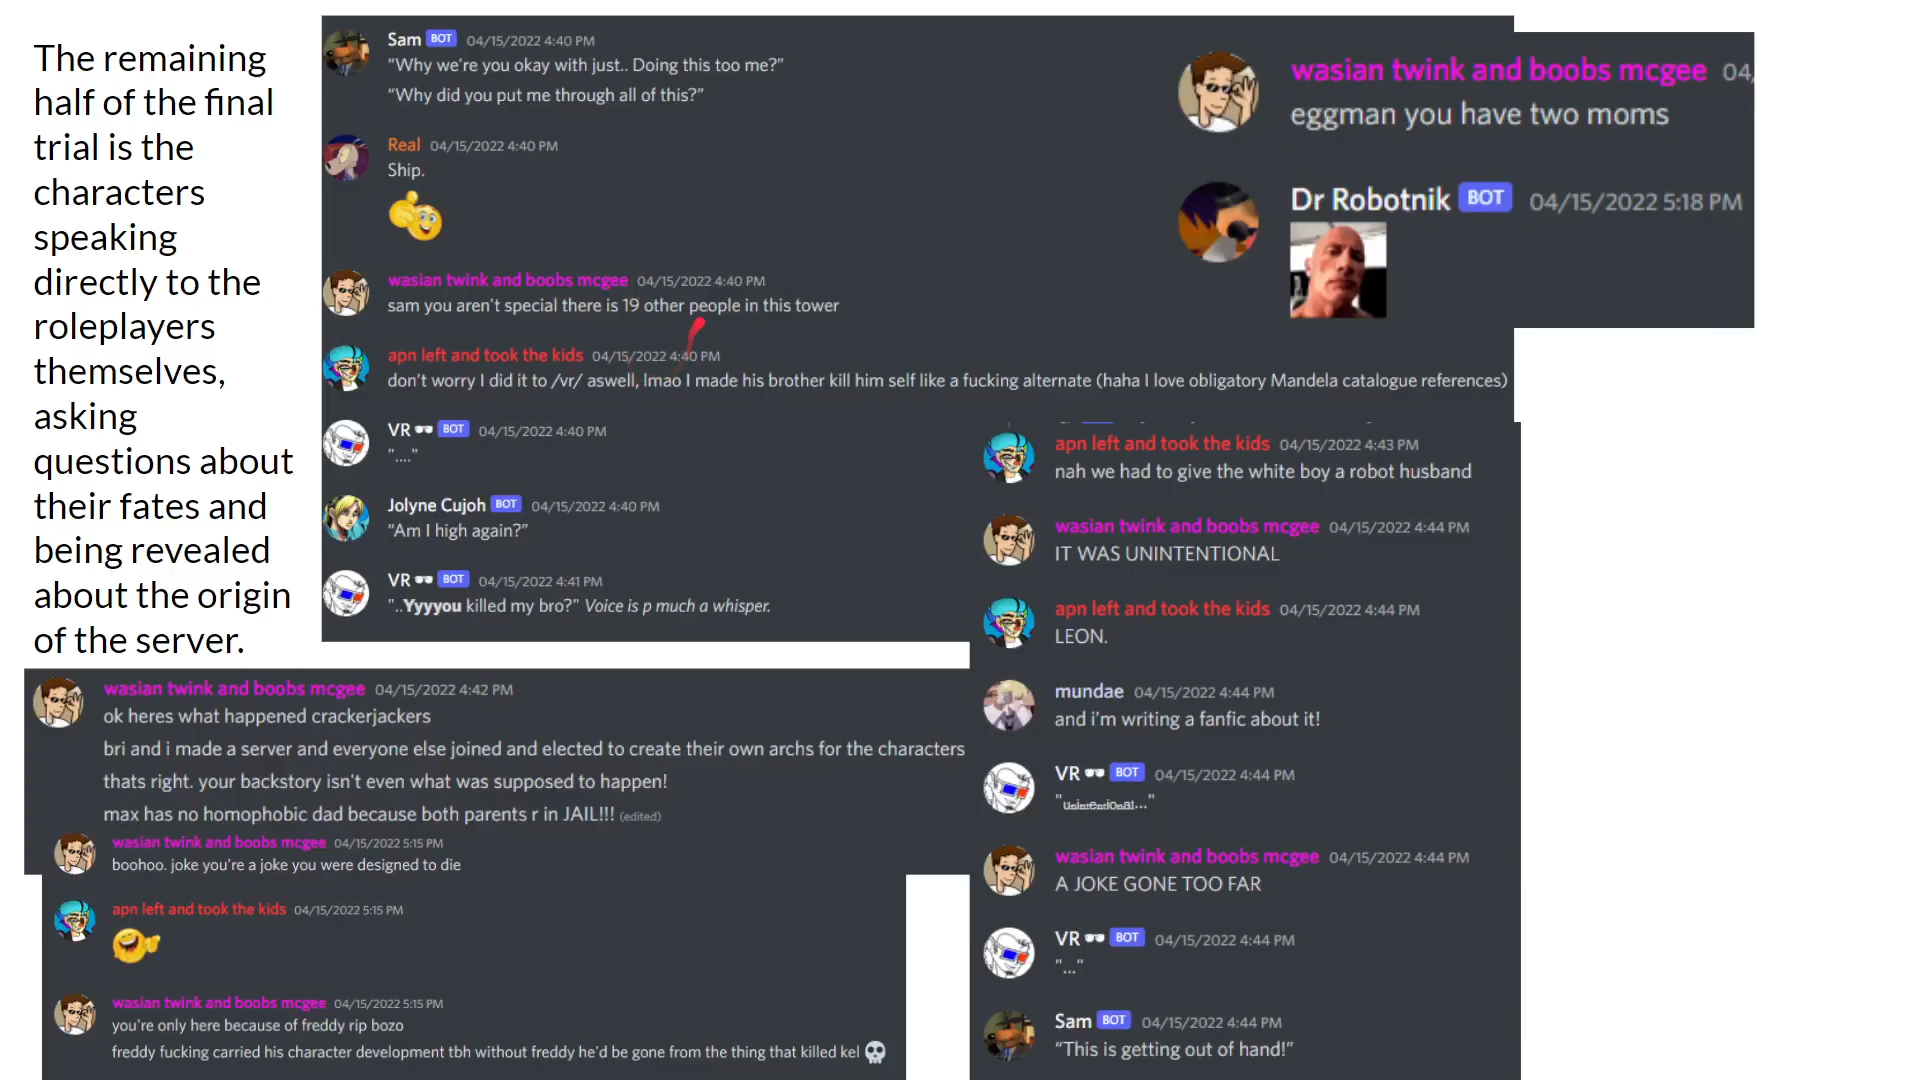 The remaining
half of the final
trial is the
characters
speaking
directly to the
roleplayers
themselves,
asking
questions about
their fates and
being revealed
about the origin
of the server.
Sam BOT 04/15/2022 4:40 PM
“Why we're you okay with just.. Doing this too me?”
“Why did you put me through all of this?”
Real 04/15/2022 4:40 PM
Ship.
wasian twink and boobs mcgee 04/15/2022 4:40 PM
sam you aren't special there is 19 other people in this tower
apn left and took the kids 04/15/2022 4:40 PM
don't worry I did it to /vr/ aswell, lmao I made his brother kill him self like a fucking alternate (haha I love obligatory Mandela catalogue references)
VR 🕶️ BOT 04/15/2022 4:40 PM
"...."
Jolyne Cujoh BOT 04/15/2022 4:40 PM
“Am I high again?”
VR 🕶️ BOT 04/15/2022 4:41 PM
"..Yyyyou killed my bro?" Voice is p much a whisper.
wasian twink and boobs mcgee 04/
eggman you have two moms
Dr Robotnik BOT 04/15/2022 5:18 PM
wasian twink and boobs mcgee 04/15/2022 4:42 PM
ok heres what happened crackerjackers
bri and i made a server and everyone else joined and elected to create their own archs for the characters
thats right. your backstory isn't even what was supposed to happen!
max has no homophobic dad because both parents r in JAIL!!! (edited)
wasian twink and boobs mcgee 04/15/2022 5:15 PM
boohoo. joke you're a joke you were designed to die
apn left and took the kids 04/15/2022 5:15 PM
wasian twink and boobs mcgee 04/15/2022 5:15 PM
you're only here because of freddy rip bozo
freddy fucking carried his character development tbh without freddy he'd be gone from the thing that killed kel 💀
apn left and took the kids 04/15/2022 4:43 PM
nah we had to give the white boy a robot husband
wasian twink and boobs mcgee 04/15/2022 4:44 PM
IT WAS UNINTENTIONAL
apn left and took the kids 04/15/2022 4:44 PM
LEON.
mundae 04/15/2022 4:44 PM
and i'm writing a fanfic about it!
VR 🕶️ BOT 04/15/2022 4:44 PM
wasian twink and boobs mcgee 04/15/2022 4:44 PM
A JOKE GONE TOO FAR
VR 🕶️ BOT 04/15/2022 4:44 PM
"..."
Sam BOT 04/15/2022 4:44 PM
“This is getting out of hand!”